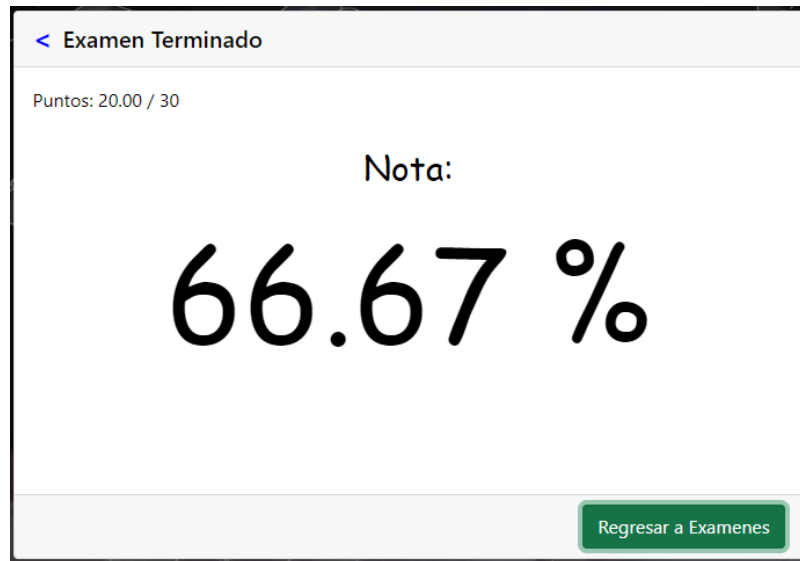 < Examen Terminado
Puntos: 20.00 / 30
Nota:
66.67 %
Regresar a Examenes